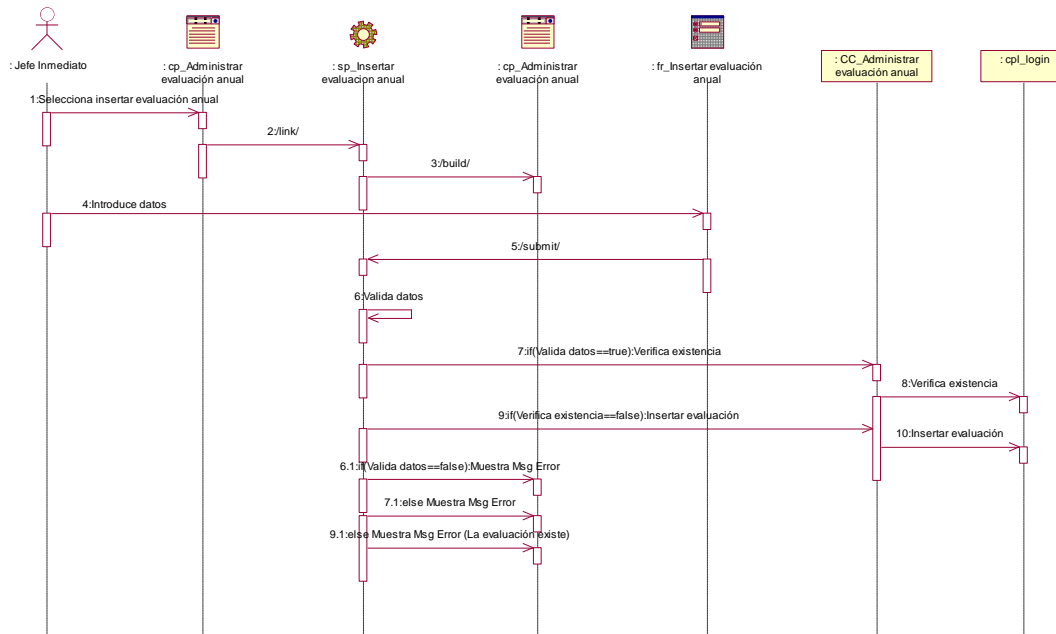 : Jefe Inmediato
: cp_Administrar
evaluación anual
: sp_Insertar
evaluacion anual
: cp_Administrar
evaluación anual
: fr_Insertar evaluación
anual
: CC_Administrar
evaluación anual
: cpl_login
1:Selecciona insertar evaluación anual
2:/link/
3:/build/
4:Introduce datos
5:/submit/
6:Valida datos
7:if(Valida datos==true):Verifica existencia
8:Verifica existencia
9:if(Verifica existencia==false):Insertar evaluación
10:Insertar evaluación
6.1:if(Valida datos==false):Muestra Msg Error
7.1:else Muestra Msg Error
9.1:else Muestra Msg Error (La evaluación existe)